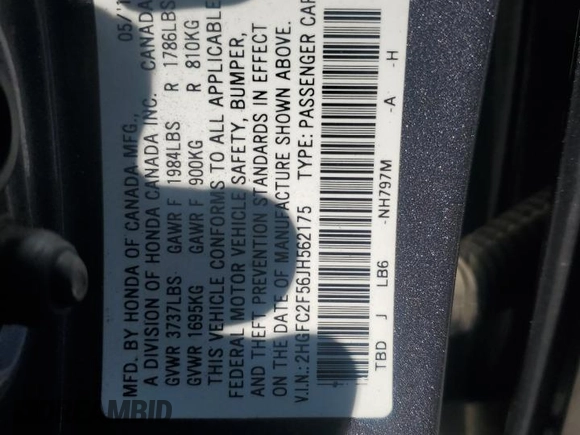 MFD. BY HONDA OF CANADA MFG., 05/'1
A DIVISION OF HONDA CANADA INC. CANADA
GVWR 3737LBS GAWR F 1984LBS R 1786LBS
GVWR 1695KG GAWR F 900KG R 810KG
THIS VEHICLE CONFORMS TO ALL APPLICABLE
FEDERAL MOTOR VEHICLE SAFETY, BUMPER,
AND THEFT PREVENTION STANDARDS IN EFFECT
ON THE DATE OF MANUFACTURE SHOWN ABOVE.
V.I.N.: 2HGFC2F56JH562175 TYPE: PASSENGER CAR
TBD J LB6 -NH797M -A -H